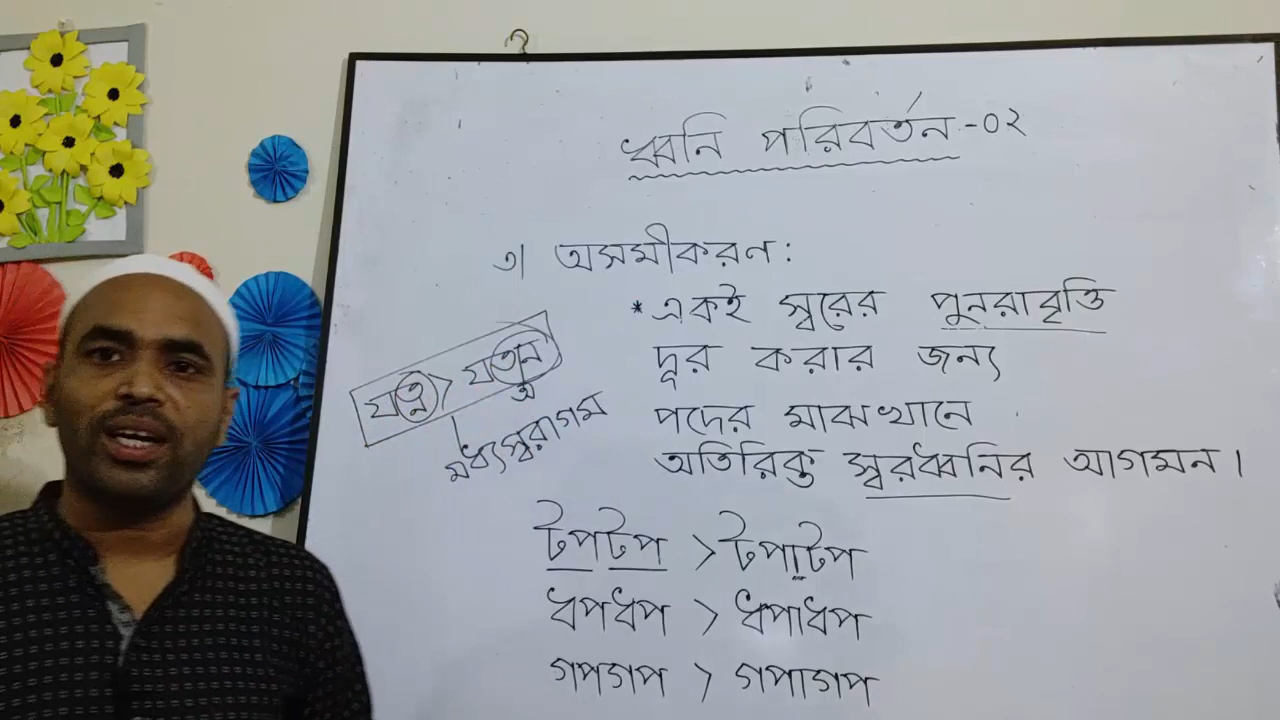 ধ্বনি পরিবর্তন-০২
৩। অসমীকরণ:
*একই স্বরের পুনরাবৃত্তি
দূর করার জন্য
পদের মাঝখানে
অতিরিক্ত স্বরধ্বনির আগমন।
যত্ন > যতন
অ
মধ্যস্বরাগম
টপটপ > টপাটপ
ধপধপ > ধপাধপ
গপগপ > গপাগপ